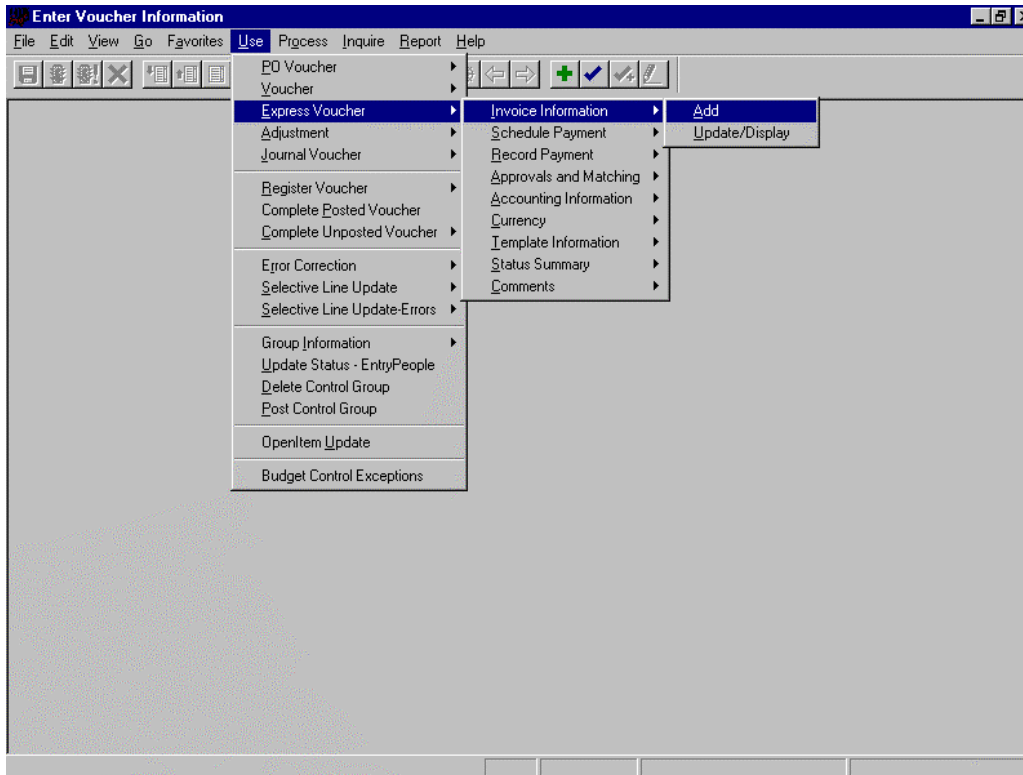 Enter Voucher Information
File Edit View Go Favorites Use Process Inquire Report Help
PO Voucher
Voucher
Express Voucher
Adjustment
Journal Voucher
Register Voucher
Complete Posted Voucher
Complete Unposted Voucher
Error Correction
Selective Line Update
Selective Line Update-Errors
Group Information
Update Status - EntryPeople
Delete Control Group
Post Control Group
OpenItem Update
Budget Control Exceptions
Invoice Information
Schedule Payment
Record Payment
Approvals and Matching
Accounting Information
Currency
Template Information
Status Summary
Comments
Add
Update/Display